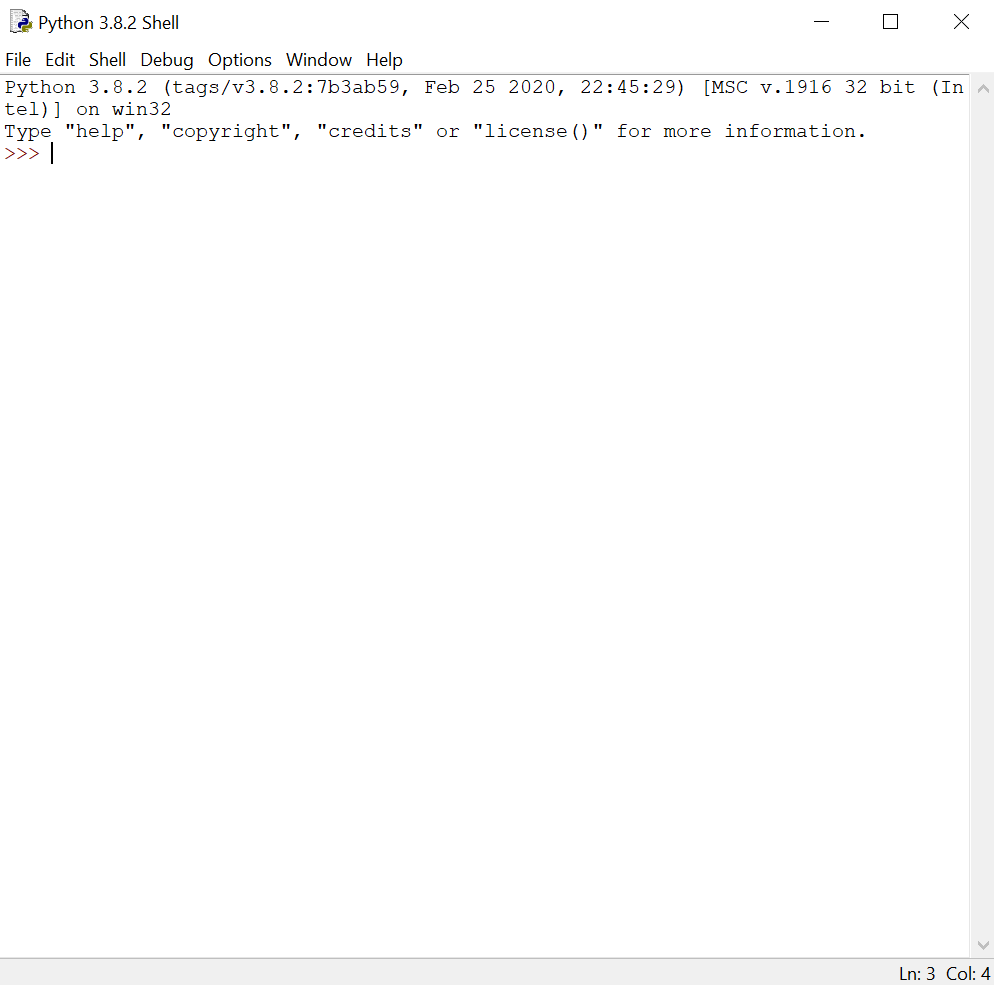 Python 3.8.2 Shell
File Edit Shell Debug Options Window Help
Python 3.8.2 (tags/v3.8.2:7b3ab59, Feb 25 2020, 22:45:29) [MSC v.1916 32 bit (In
tel)] on win32
Type "help", "copyright", "credits" or "license()" for more information.
>>>
Ln: 3 Col: 4